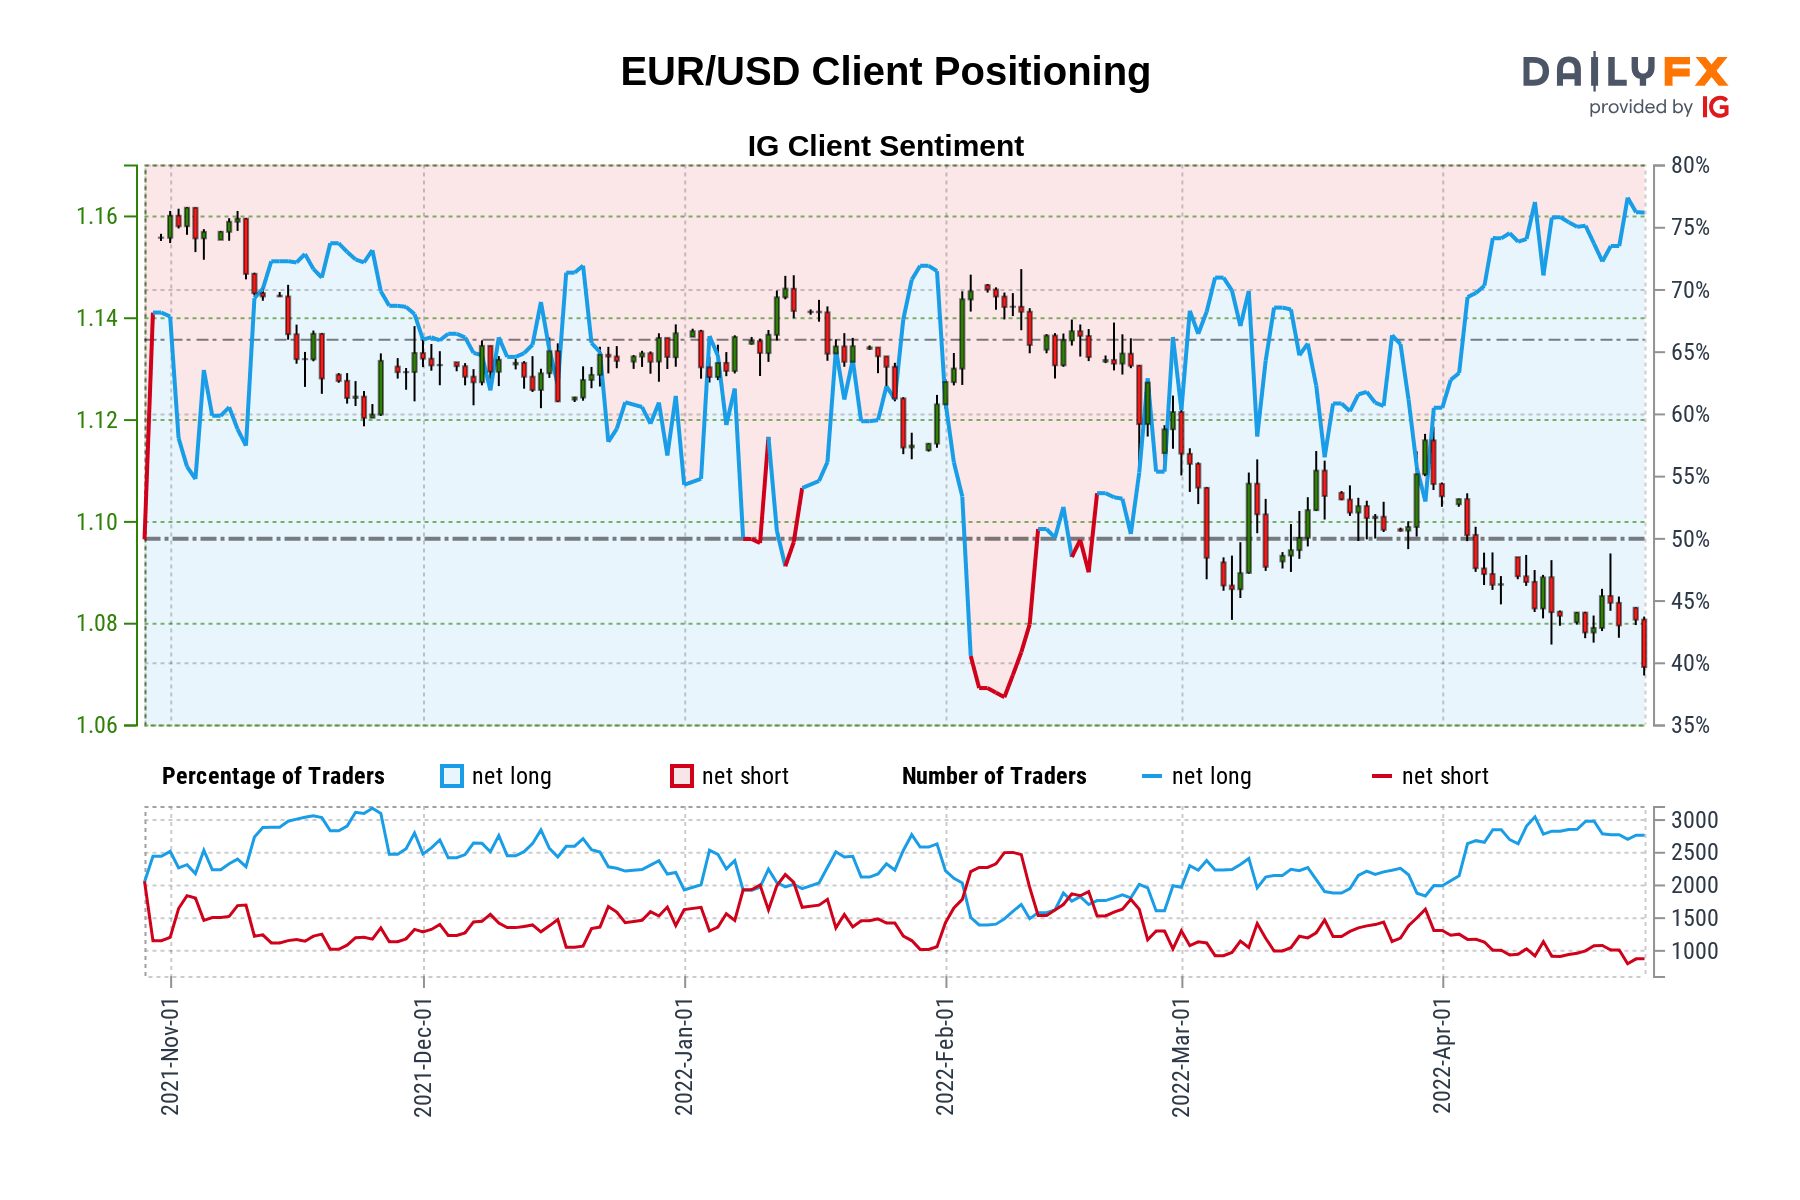 EUR/USD Client Positioning
DAILYFX
provided by IG
IG Client Sentiment
80%
1.16
75%
70%
1.14
65%
1.12
60%
55%
1.10
50%
45%
1.08
40%
1.06
35%
Percentage of Traders net long net short Number of Traders net long net short
3000
2500
2000
1500
1000
2021-Nov-01
2021-Dec-01
2022-Jan-01
2022-Feb-01
2022-Mar-01
2022-Apr-01